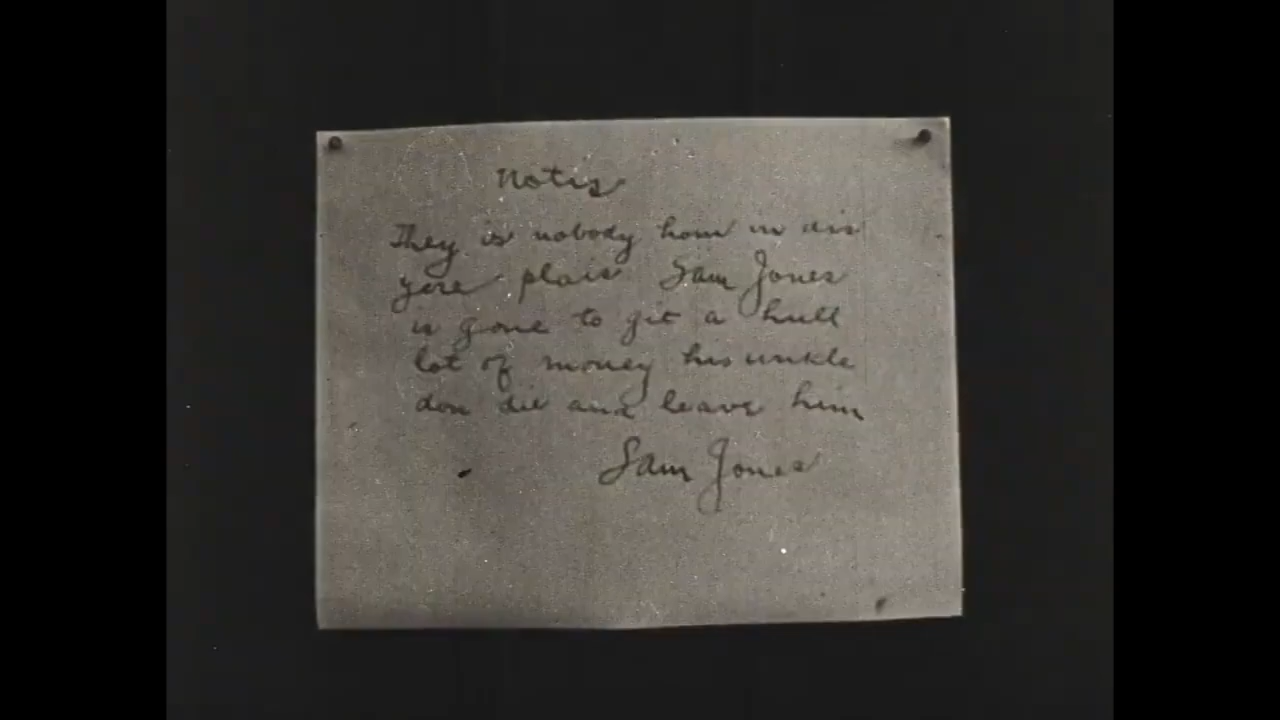 Notis
They is nobody hom in dis
yere plais Sam Jones
is gone to git a hull
lot of money his unkle
don die and leave him
Sam Jones